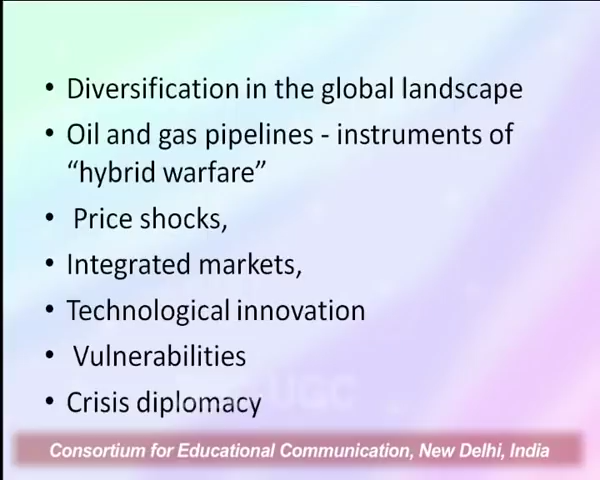 • Diversification in the global landscape
• Oil and gas pipelines - instruments of
“hybrid warfare”
• Price shocks,
• Integrated markets,
• Technological innovation
• Vulnerabilities
• Crisis diplomacy
UGC
Consortium for Educational Communication, New Delhi, India